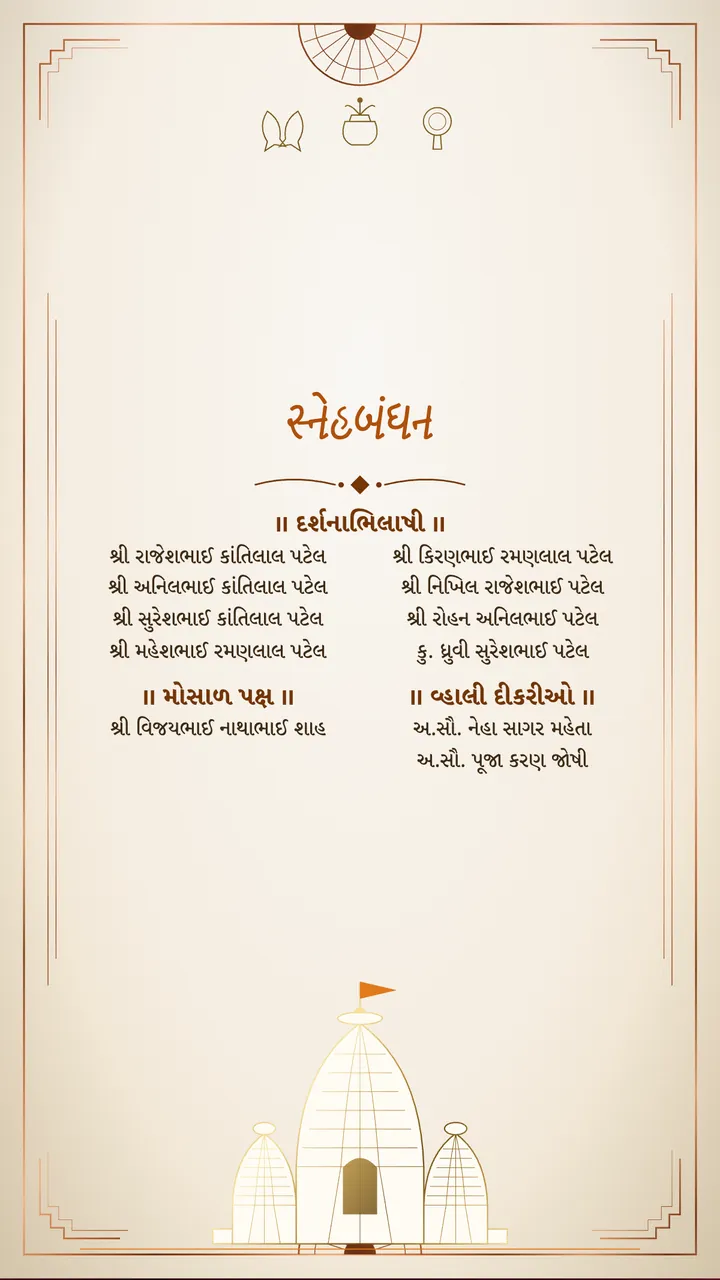 સ્નેહબંધન
॥ દર્શનાભિલાષી ॥
શ્રી રાજેશભાઈ કાંતિલાલ પટેલ
શ્રી અનિલભાઈ કાંતિલાલ પટેલ
શ્રી સુરેશભાઈ કાંતિલાલ પટેલ
શ્રી મહેશભાઈ રમણલાલ પટેલ
શ્રી કિરણભાઈ રમણલાલ પટેલ
શ્રી નિખિલ રાજેશભાઈ પટેલ
શ્રી રોહન અનિલભાઈ પટેલ
કુ. ધ્રુવી સુરેશભાઈ પટેલ
॥ મોસાળ પક્ષ ॥
શ્રી વિજયભાઈ નાથાભાઈ શાહ
॥ વ્હાલી દીકરીઓ ॥
અ.સૌ. નેહા સાગર મહેતા
અ.સૌ. પૂજા કરણ જોષી